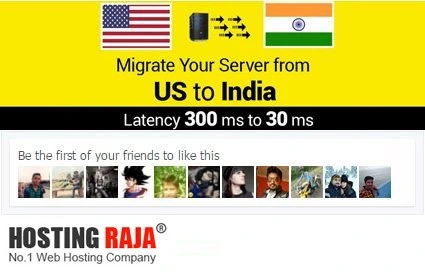 Migrate Your Server from
US to India
Latency 300 ms to 30 ms
Be the first of your friends to like this
HOSTING RAJA®
No.1 Web Hosting Company